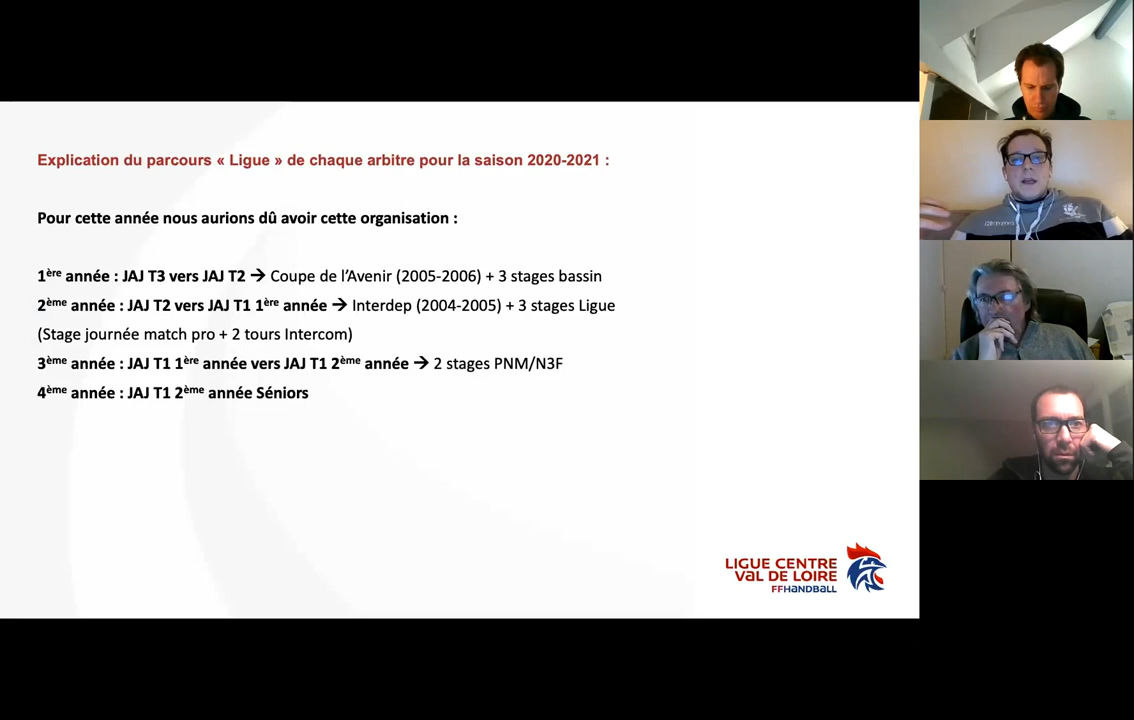 Explication du parcours « Ligue » de chaque arbitre pour la saison 2020-2021 :
Pour cette année nous aurions dû avoir cette organisation :
1ère année : JAJ T3 vers JAJ T2 → Coupe de l’Avenir (2005-2006) + 3 stages bassin
2ème année : JAJ T2 vers JAJ T1 1ère année → Interdep (2004-2005) + 3 stages Ligue
(Stage journée match pro + 2 tours Intercom)
3ème année : JAJ T1 1ère année vers JAJ T1 2ème année → 2 stages PNM/N3F
4ème année : JAJ T1 2ème année Séniors
LIGUE CENTRE
VAL DE LOIRE
FFHANDBALL